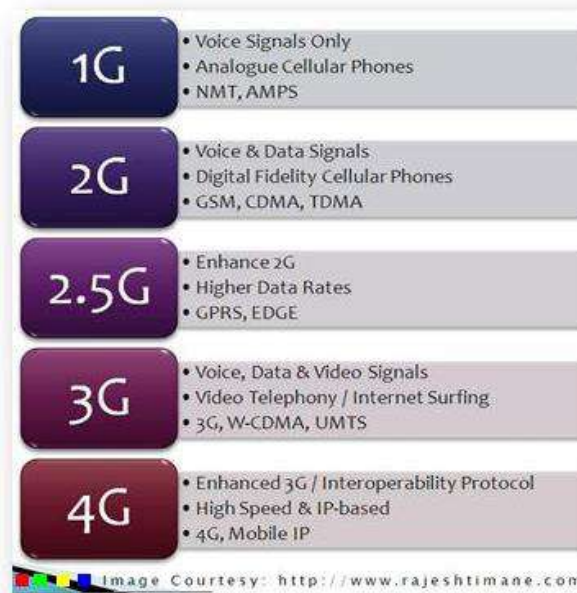 1G
• Voice Signals Only
• Analogue Cellular Phones
• NMT, AMPS
2G
• Voice & Data Signals
• Digital Fidelity Cellular Phones
• GSM, CDMA, TDMA
2.5G
• Enhance 2G
• Higher Data Rates
• GPRS, EDGE
3G
• Voice, Data & Video Signals
• Video Telephony / Internet Surfing
• 3G, W-CDMA, UMTS
4G
• Enhanced 3G / Interoperability Protocol
• High Speed & IP-based
• 4G, Mobile IP
Image Courtesy: http://www.rajeshtimane.com